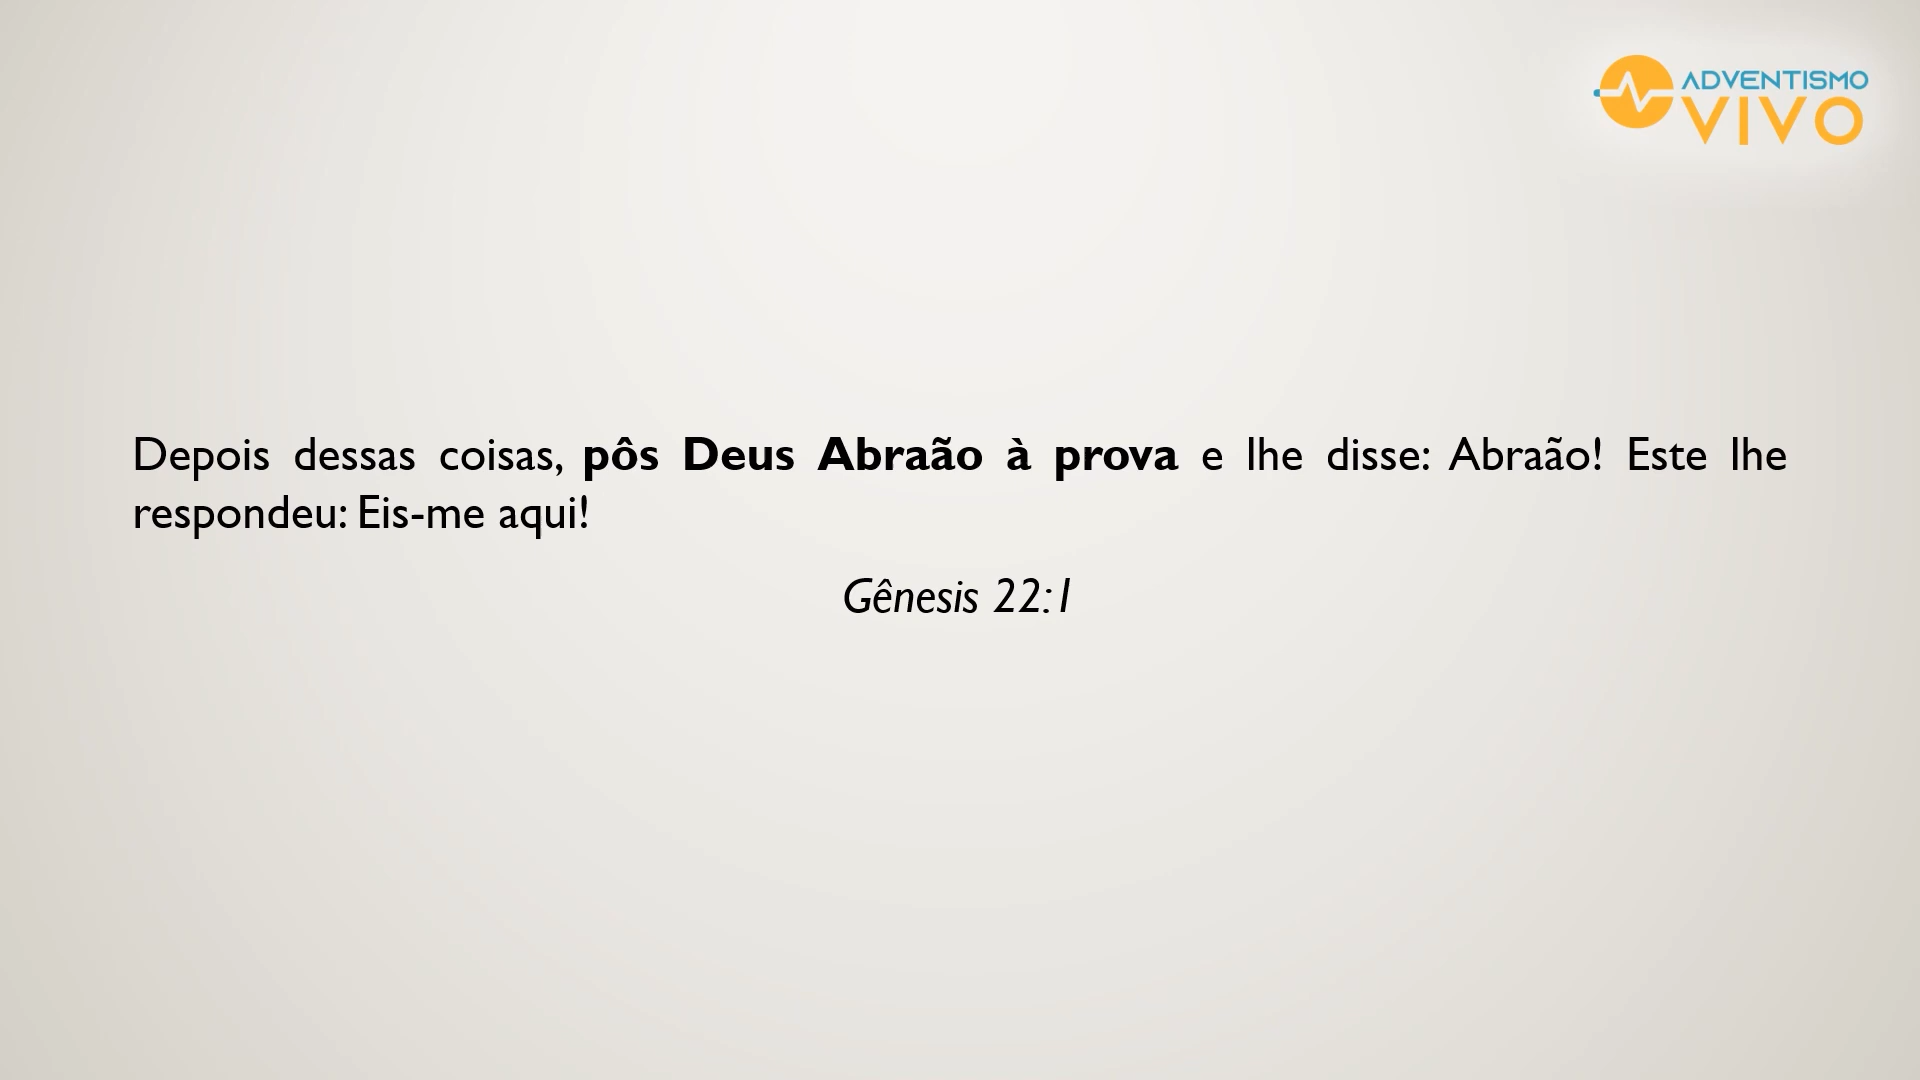 ADVENTISMO
VIVO
Depois dessas coisas, pôs Deus Abraão à prova e lhe disse: Abraão! Este lhe
respondeu: Eis-me aqui!
Gênesis 22:1